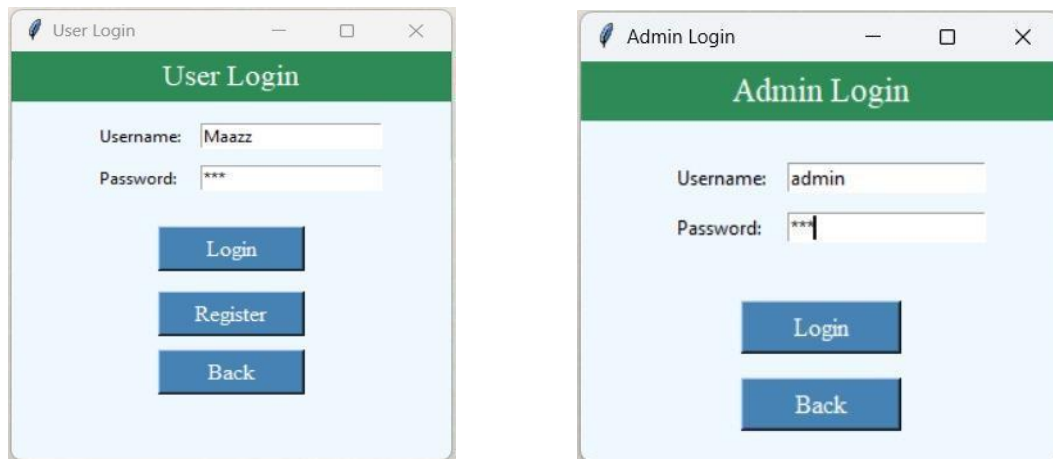 User Login
User Login
Username: Maazz
Password: ***
Login
Register
Back
Admin Login
Admin Login
Username: admin
Password: ***
Login
Back